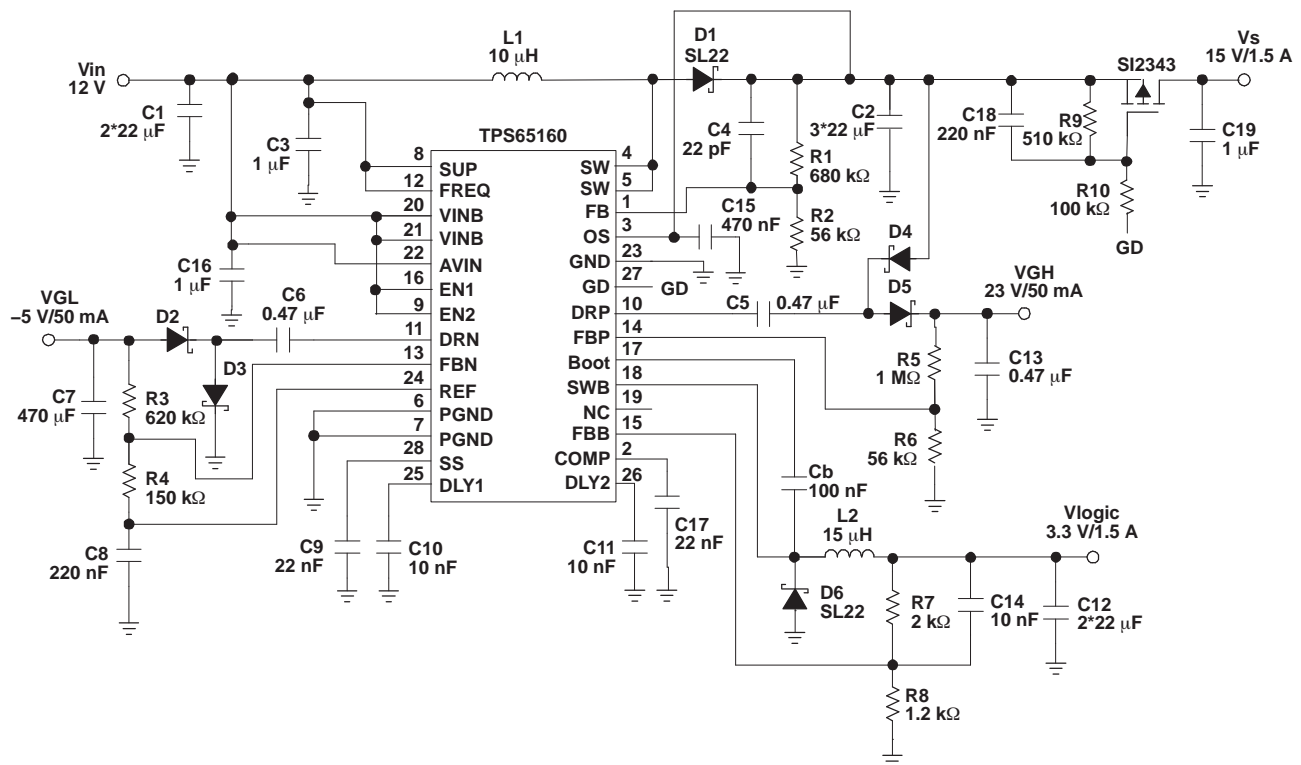 Vin
12 V
C1
2*22 μF
L1
10 μH
D1
SL22
Vs
15 V/1.5 A
SI2343
C3
1 μF
C4
22 pF
R1
680 kΩ
C2
3*22 μF
C18
220 nF
R9
510 kΩ
C19
1 μF
R10
100 kΩ
GD
TPS65160
8
SUP
12
FREQ
20
VINB
21
VINB
22
AVIN
16
EN1
9
EN2
11
DRN
13
FBN
24
REF
6
PGND
7
PGND
28
SS
25
DLY1
4
SW
5
SW
1
FB
3
OS
23
GND
27
GD
GD
10
DRP
14
FBP
17
Boot
18
SWB
19
NC
15
FBB
2
COMP
26
DLY2
C15
470 nF
R2
56 kΩ
D4
D5
C5
0.47 μF
VGH
23 V/50 mA
R5
1 MΩ
C13
0.47 μF
R6
56 kΩ
C16
1 μF
VGL
–5 V/50 mA
D2
C6
0.47 μF
D3
C7
470 μF
R3
620 kΩ
R4
150 kΩ
C8
220 nF
C9
22 nF
C10
10 nF
C11
10 nF
C17
22 nF
Cb
100 nF
L2
15 μH
Vlogic
3.3 V/1.5 A
D6
SL22
R7
2 kΩ
C14
10 nF
C12
2*22 μF
R8
1.2 kΩ